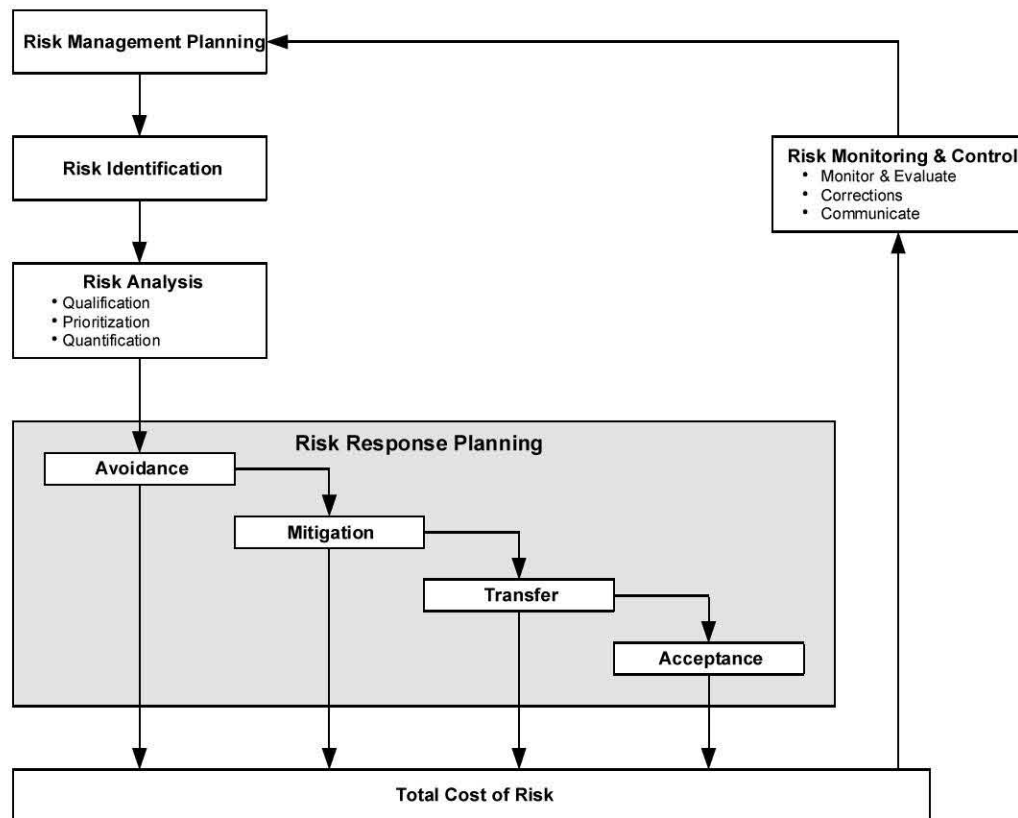 Risk Management Planning
Risk Identification
Risk Monitoring & Control
• Monitor & Evaluate
• Corrections
• Communicate
Risk Analysis
• Qualification
• Prioritization
• Quantification
Risk Response Planning
Avoidance
Mitigation
Transfer
Acceptance
Total Cost of Risk